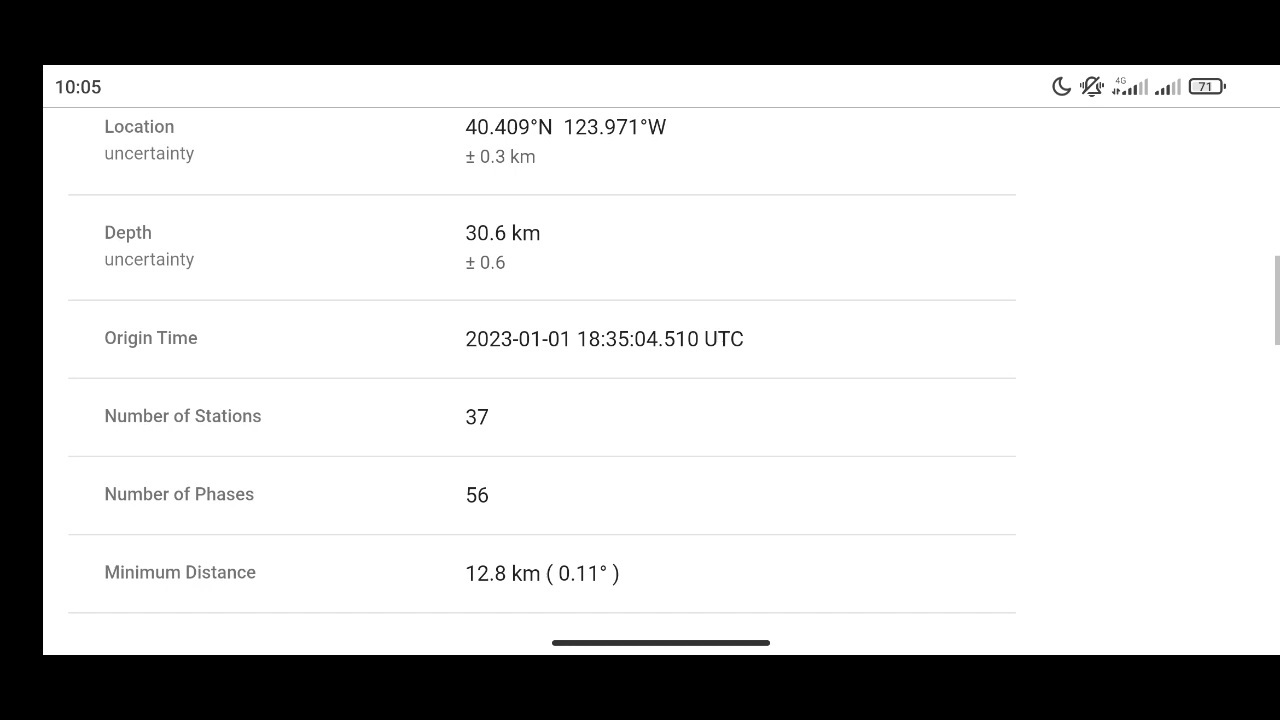 10:05
4G
71
Location
40.409°N  123.971°W
uncertainty
± 0.3 km
Depth
30.6 km
uncertainty
± 0.6
Origin Time
2023-01-01 18:35:04.510 UTC
Number of Stations
37
Number of Phases
56
Minimum Distance
12.8 km ( 0.11° )